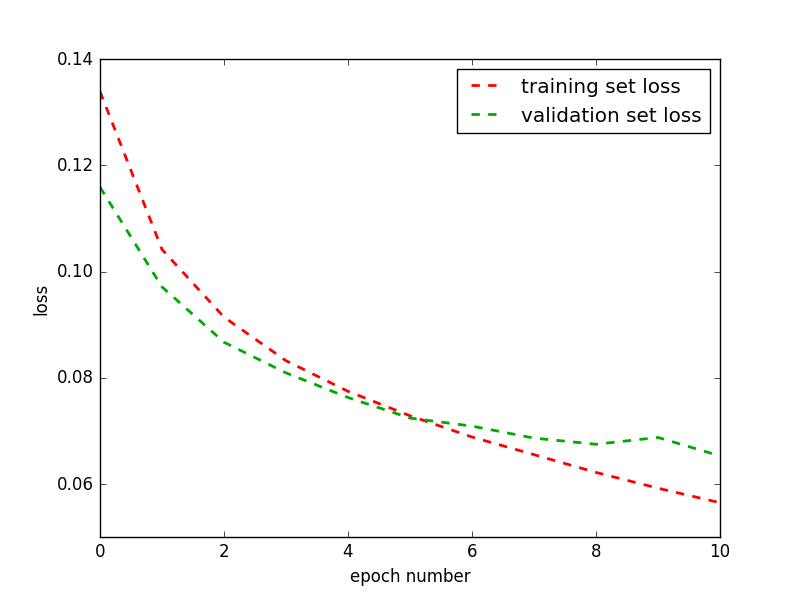 0.14
0.12
0.10
0.08
0.06
loss
training set loss
validation set loss
0 2 4 6 8 10
epoch number